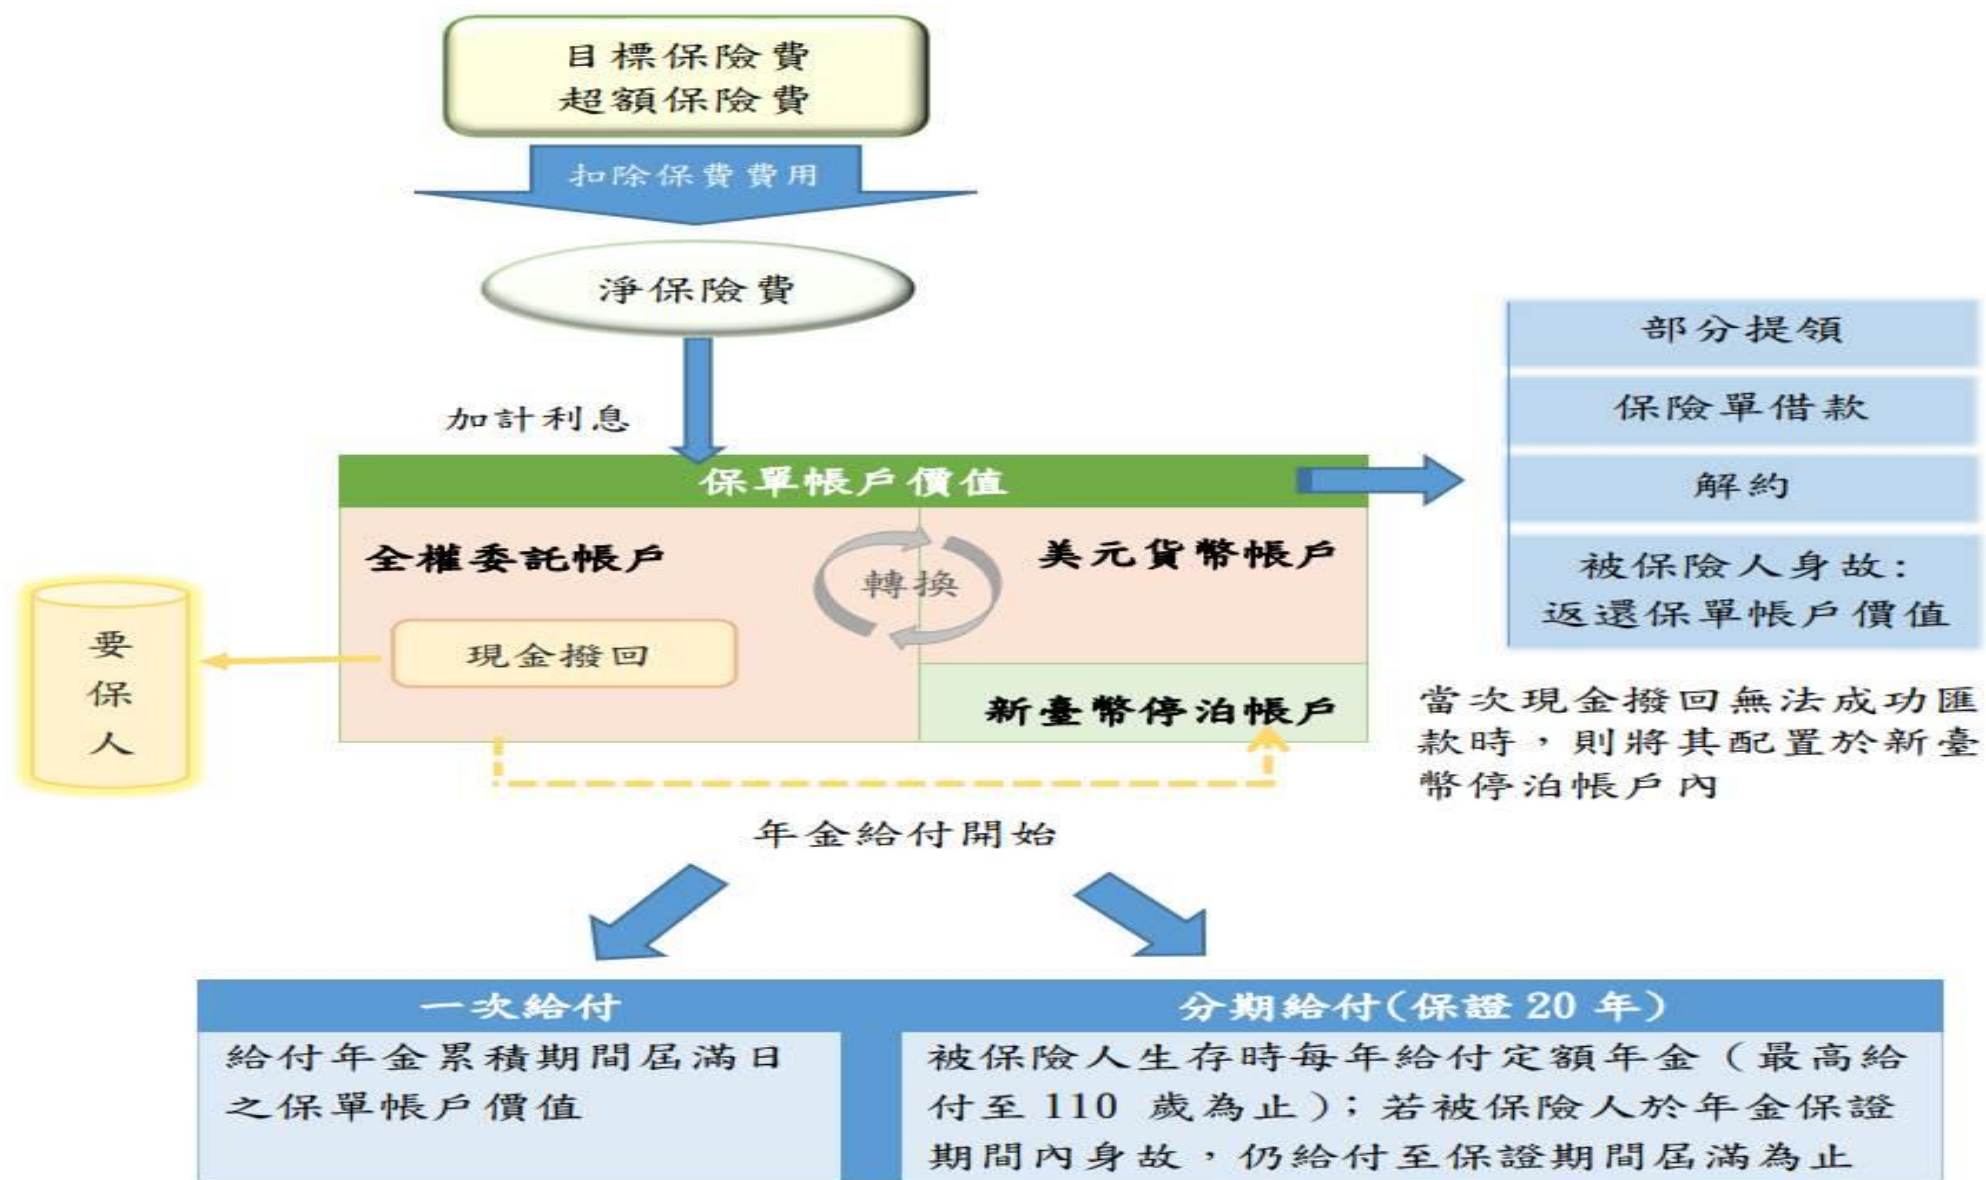 目標保險費
超額保險費
扣除保費費用
淨保險費
加計利息
保單帳戶價值
全權委託帳戶
轉換
美元貨幣帳戶
現金撥回
新臺幣停泊帳戶
要
保
人
部分提領
保險單借款
解約
被保險人身故:
返還保單帳戶價值
當次現金撥回無法成功匯
款時，則將其配置於新臺
幣停泊帳戶內
年金給付開始
一次給付
給付年金累積期間屆滿日
之保單帳戶價值
分期給付(保證 20 年)
被保險人生存時每年給付定額年金（最高給
付至 110 歲為止）；若被保險人於年金保證
期間內身故，仍給付至保證期間屆滿為止